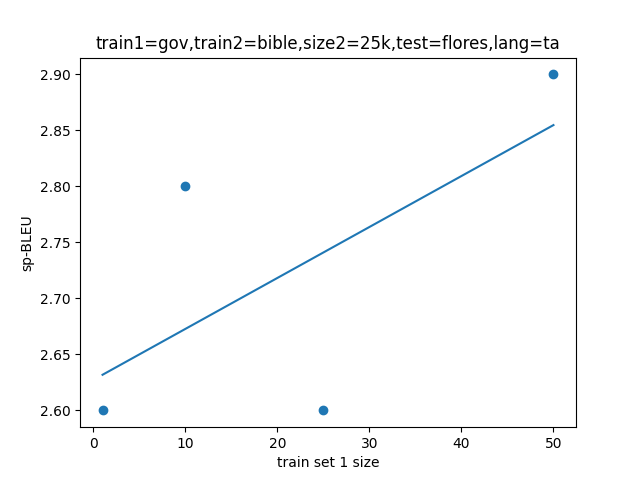 train1=gov,train2=bible,size2=25k,test=flores,lang=ta
2.90
2.85
2.80
2.75
2.70
2.65
2.60
sp-BLEU
0 10 20 30 40 50
train set 1 size